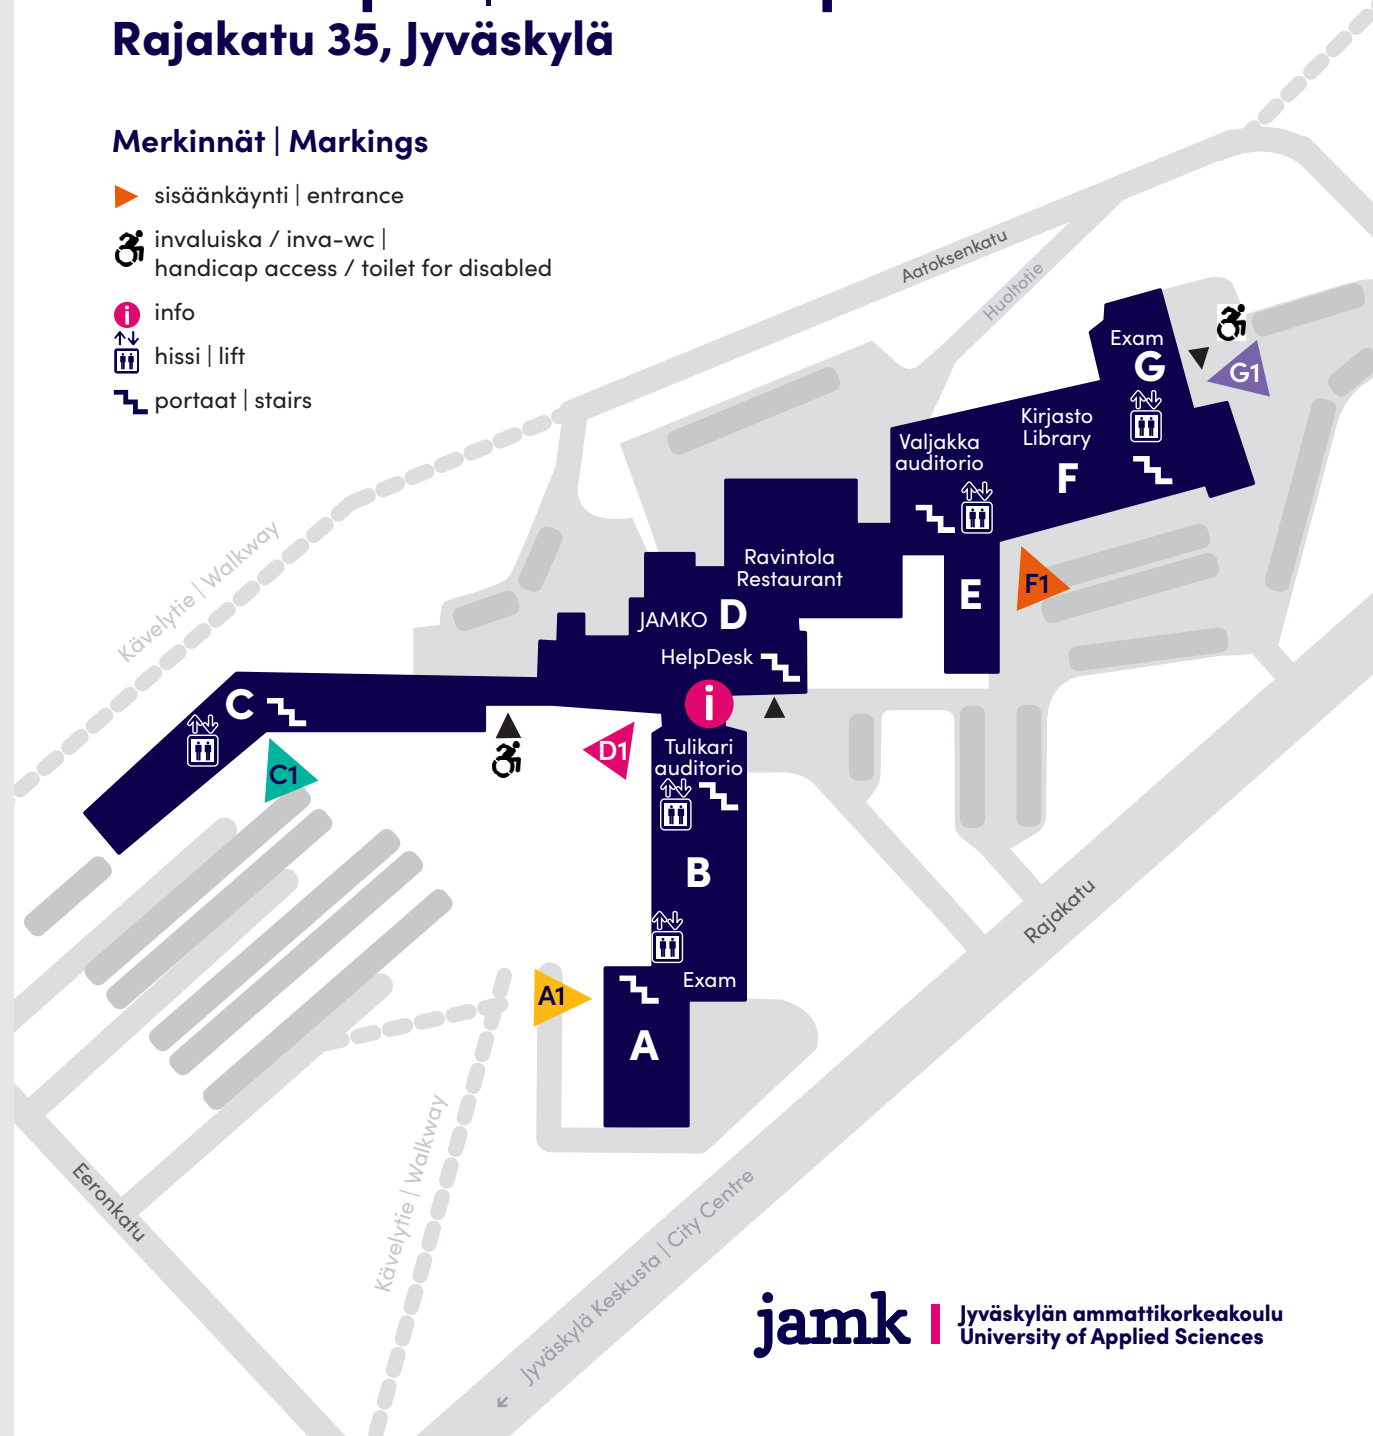 Rajakatu 35, Jyväskylä
Merkinnät | Markings
sisäänkäynti | entrance
invaluiska / inva-wc |
handicap access / toilet for disabled
i info
hissi | lift
portaat | stairs
Aatoksenkatu
Huoltotie
Exam
G
G1
Kirjasto
Library
F
Valjakka
auditorio
Kävelytie | Walkway
Ravintola
Restaurant
E
F1
JAMKO D
HelpDesk
i
C
C1
D1
Tulikari
auditorio
B
Rajakatu
Exam
A1
A
Kävelytie | Walkway
Eeronkatu
← Jyväskylä Keskusta | City Centre
jamk | Jyväskylän ammattikorkeakoulu
University of Applied Sciences